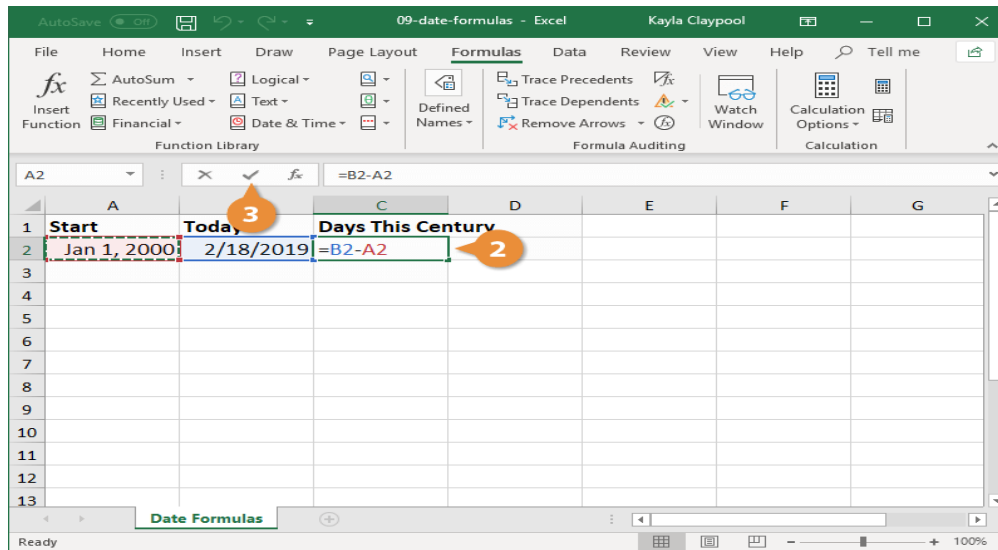 AutoSave Off 09-date-formulas - Excel Kayla Claypool
File Home Insert Draw Page Layout Formulas Data Review View Help Tell me
fx Insert Function
AutoSum Logical
Recently Used Text
Financial Date & Time
Defined Names
Trace Precedents
Trace Dependents
Remove Arrows
Watch Window
Calculation Options
Function Library Formula Auditing Calculation
A2 fx =B2-A2
A C D E F G
3
1 Start Today Days This Century
2 Jan 1, 2000 2/18/2019 =B2-A2 2
3
4
5
6
7
8
9
10
11
12
13
Date Formulas
Ready 100%